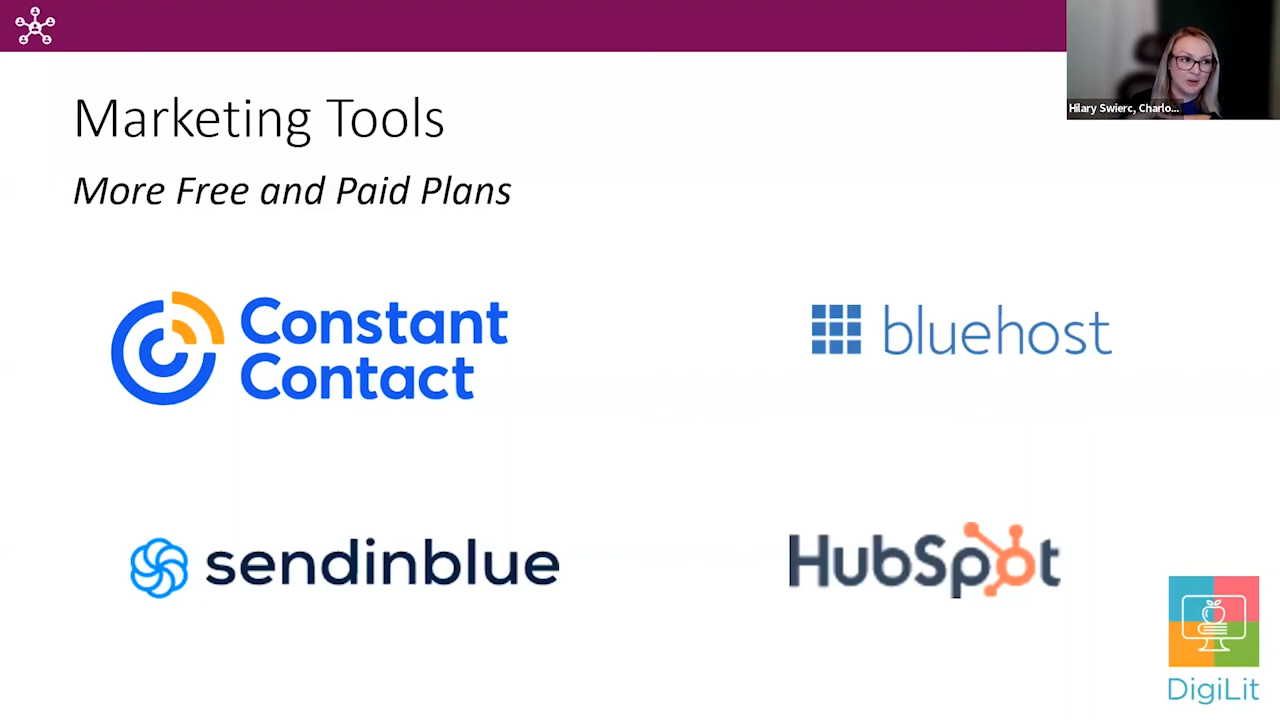 Hilary Swierc, Charlo...
Marketing Tools
More Free and Paid Plans
Constant
Contact
bluehost
sendinblue
HubSpot
DigiLit